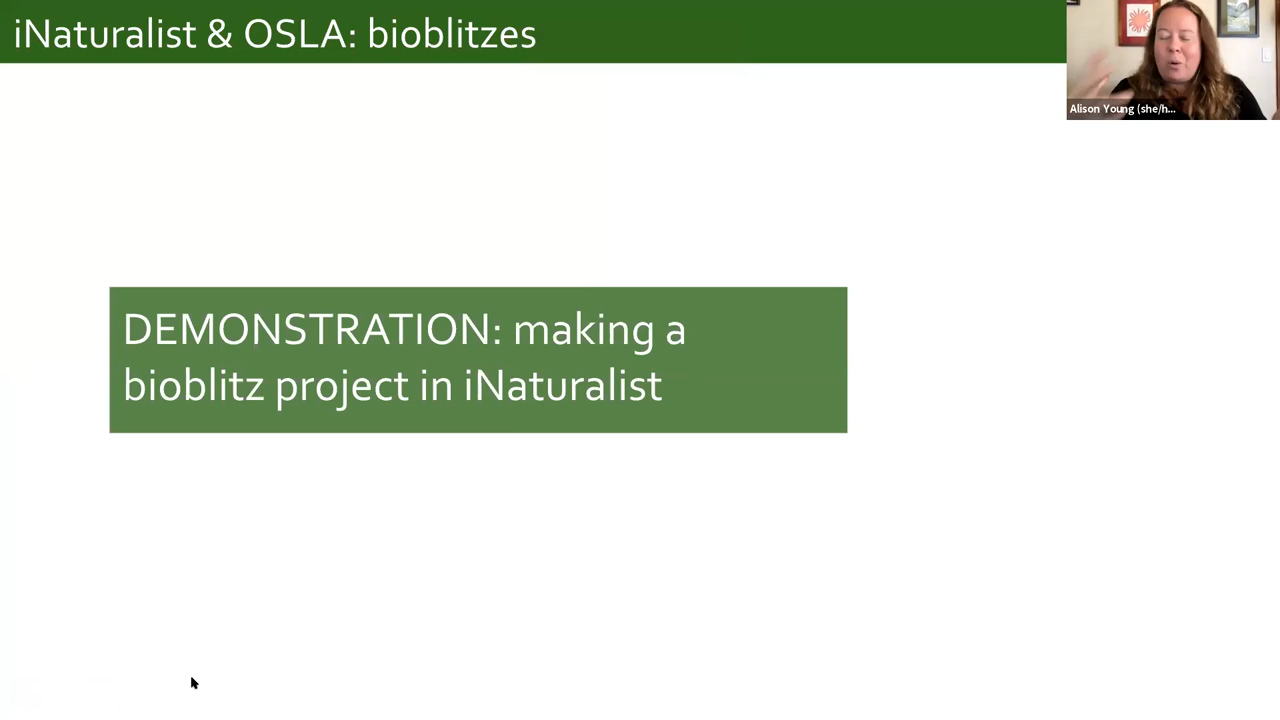 iNaturalist & OSLA: bioblitzes
Alison Young (she/h...
DEMONSTRATION: making a
bioblitz project in iNaturalist